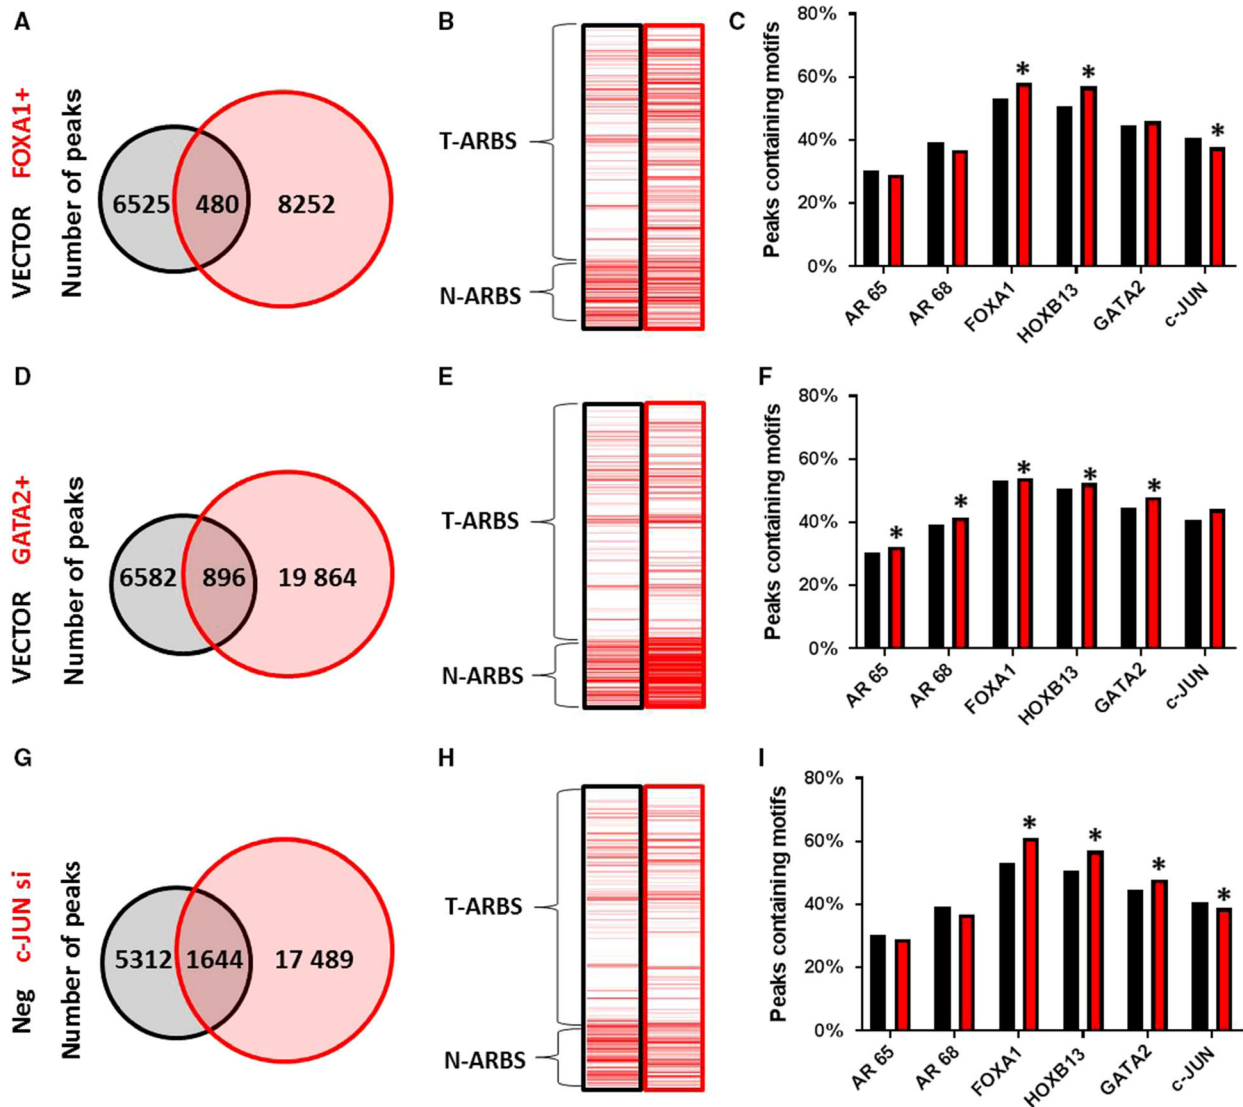 A
VECTOR FOXA1+
Number of peaks
6525 480 8252
B
T-ARBS
N-ARBS
C
Peaks containing motifs
80%
60%
40%
20%
0%
* * *
AR 65 AR 68 FOXA1 HOXB13 GATA2 c-JUN
D
VECTOR GATA2+
Number of peaks
6582 896 19 864
E
T-ARBS
N-ARBS
F
Peaks containing motifs
80%
60%
40%
20%
0%
* * * * *
AR 65 AR 68 FOXA1 HOXB13 GATA2 c-JUN
G
Neg c-JUN si
Number of peaks
5312 1644 17 489
H
T-ARBS
N-ARBS
I
Peaks containing motifs
80%
60%
40%
20%
0%
* * * *
AR 65 AR 68 FOXA1 HOXB13 GATA2 c-JUN